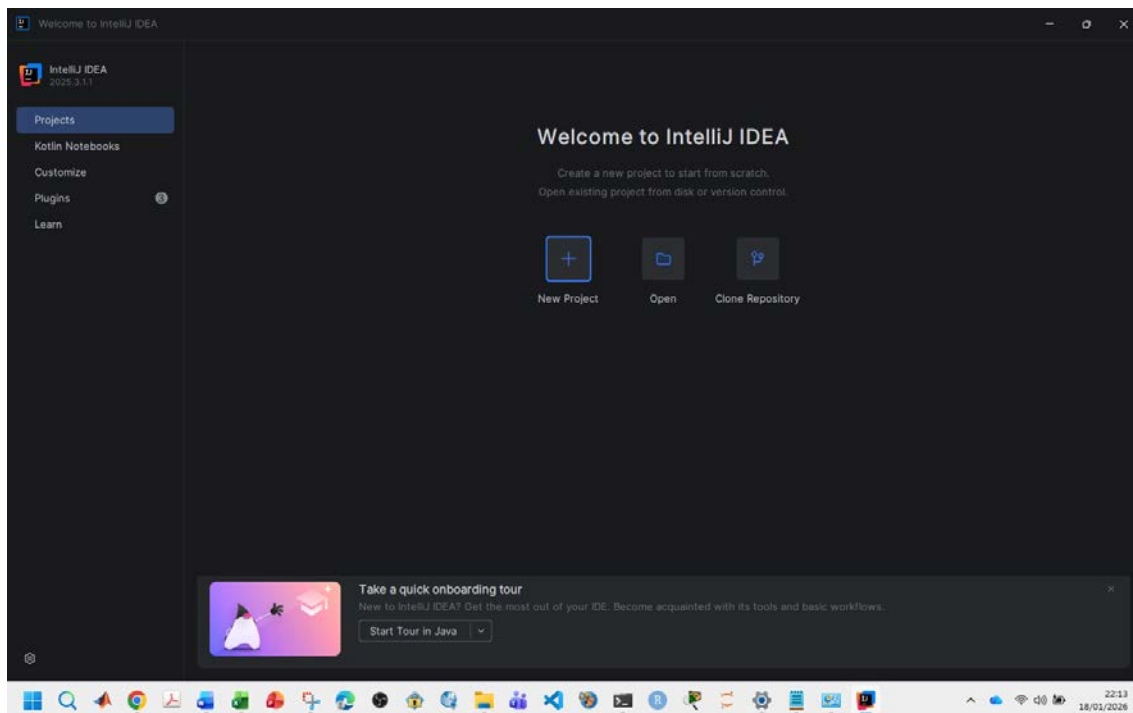 Welcome to IntelliJ IDEA
IntelliJ IDEA
2025.3.1.1
Projects
Kotlin Notebooks
Customize
Plugins
3
Learn
Welcome to IntelliJ IDEA
Create a new project to start from scratch.
Open existing project from disk or version control.
New Project
Open
Clone Repository
Take a quick onboarding tour
New to IntelliJ IDEA? Get the most out of your IDE. Become acquainted with its tools and basic workflows.
Start Tour in Java
22:13
18/01/2026